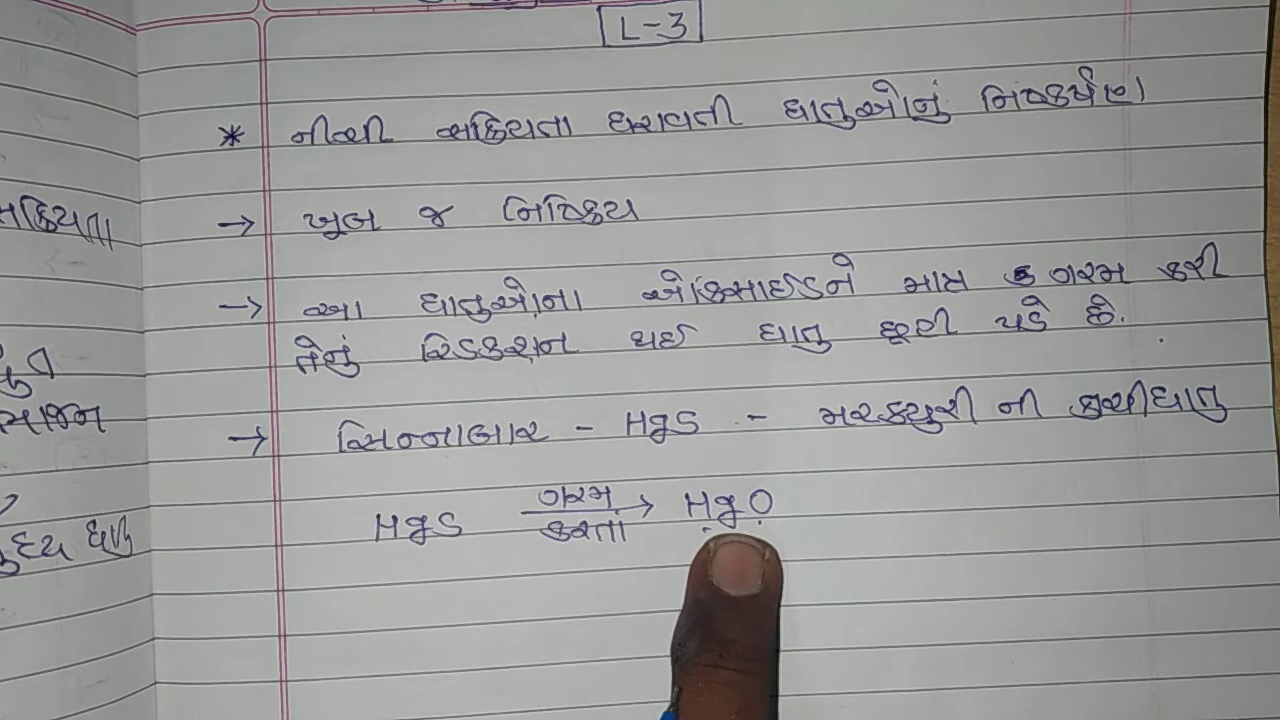 L-3
* નીચી સક્રિયતા ધરાવતી ધાતુઓનું નિષ્કર્ષણ
સક્રિયતા
→ ખુબ જ નિષ્ક્રિય
→ આ ધાતુઓના ઓક્સાઈડને માત્ર ગરમ કરી
તેનું રિડક્શન થઈ ધાતુ છૂટી પડે છે.
→ સિન્નાબાર - HgS - મરક્યુરી ની કાચીધાતુ
HgS ગરમ કરતાં → HgO